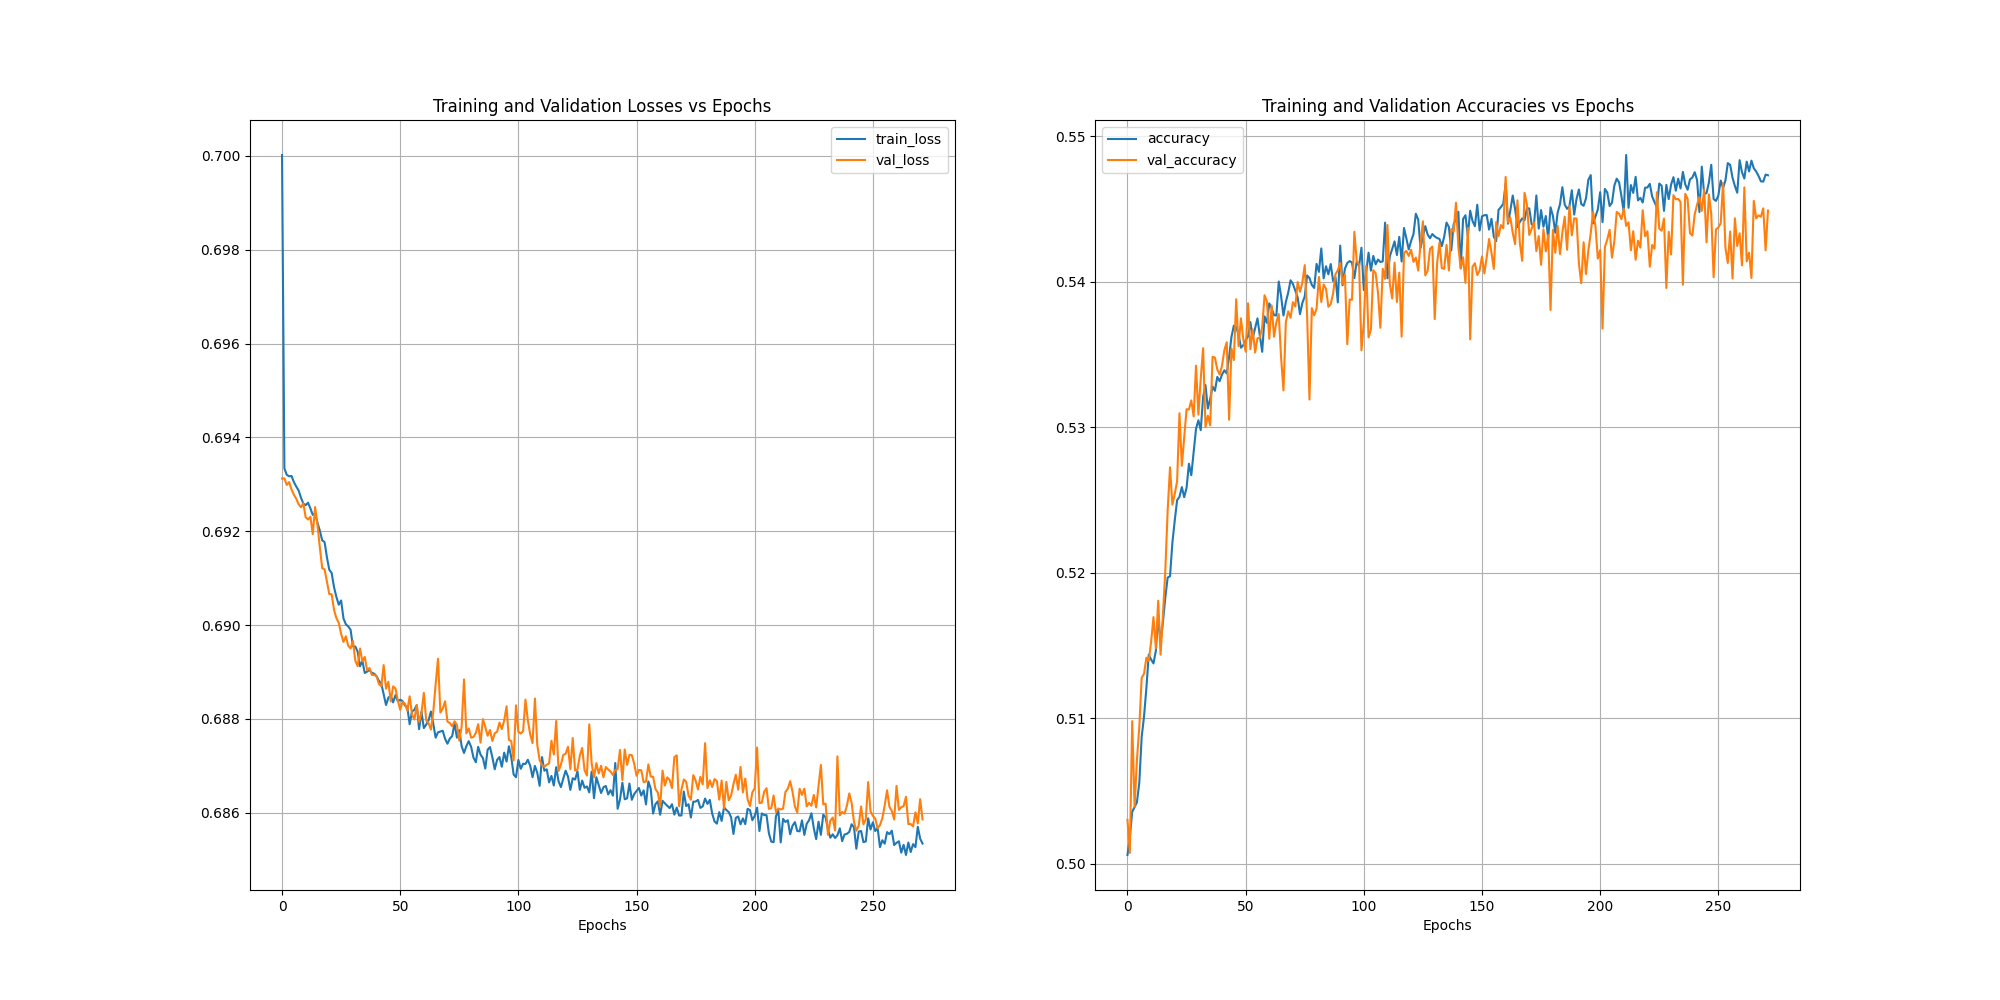 Training and Validation Losses vs Epochs
train_loss
val_loss
0.700
0.698
0.696
0.694
0.692
0.690
0.688
0.686
0 50 100 150 200 250
Epochs
Training and Validation Accuracies vs Epochs
accuracy
val_accuracy
0.55
0.54
0.53
0.52
0.51
0.50
0 50 100 150 200 250
Epochs